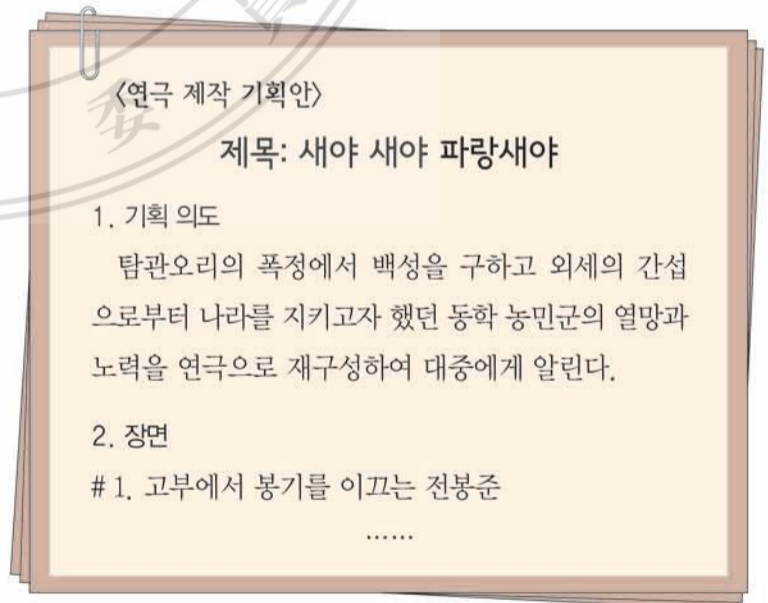 〈연극 제작 기획안〉
제목: 새야 새야 파랑새야
1. 기획 의도
탐관오리의 폭정에서 백성을 구하고 외세의 간섭
으로부터 나라를 지키고자 했던 동학 농민군의 열망과
노력을 연극으로 재구성하여 대중에게 알린다.
2. 장면
# 1. 고부에서 봉기를 이끄는 전봉준
……